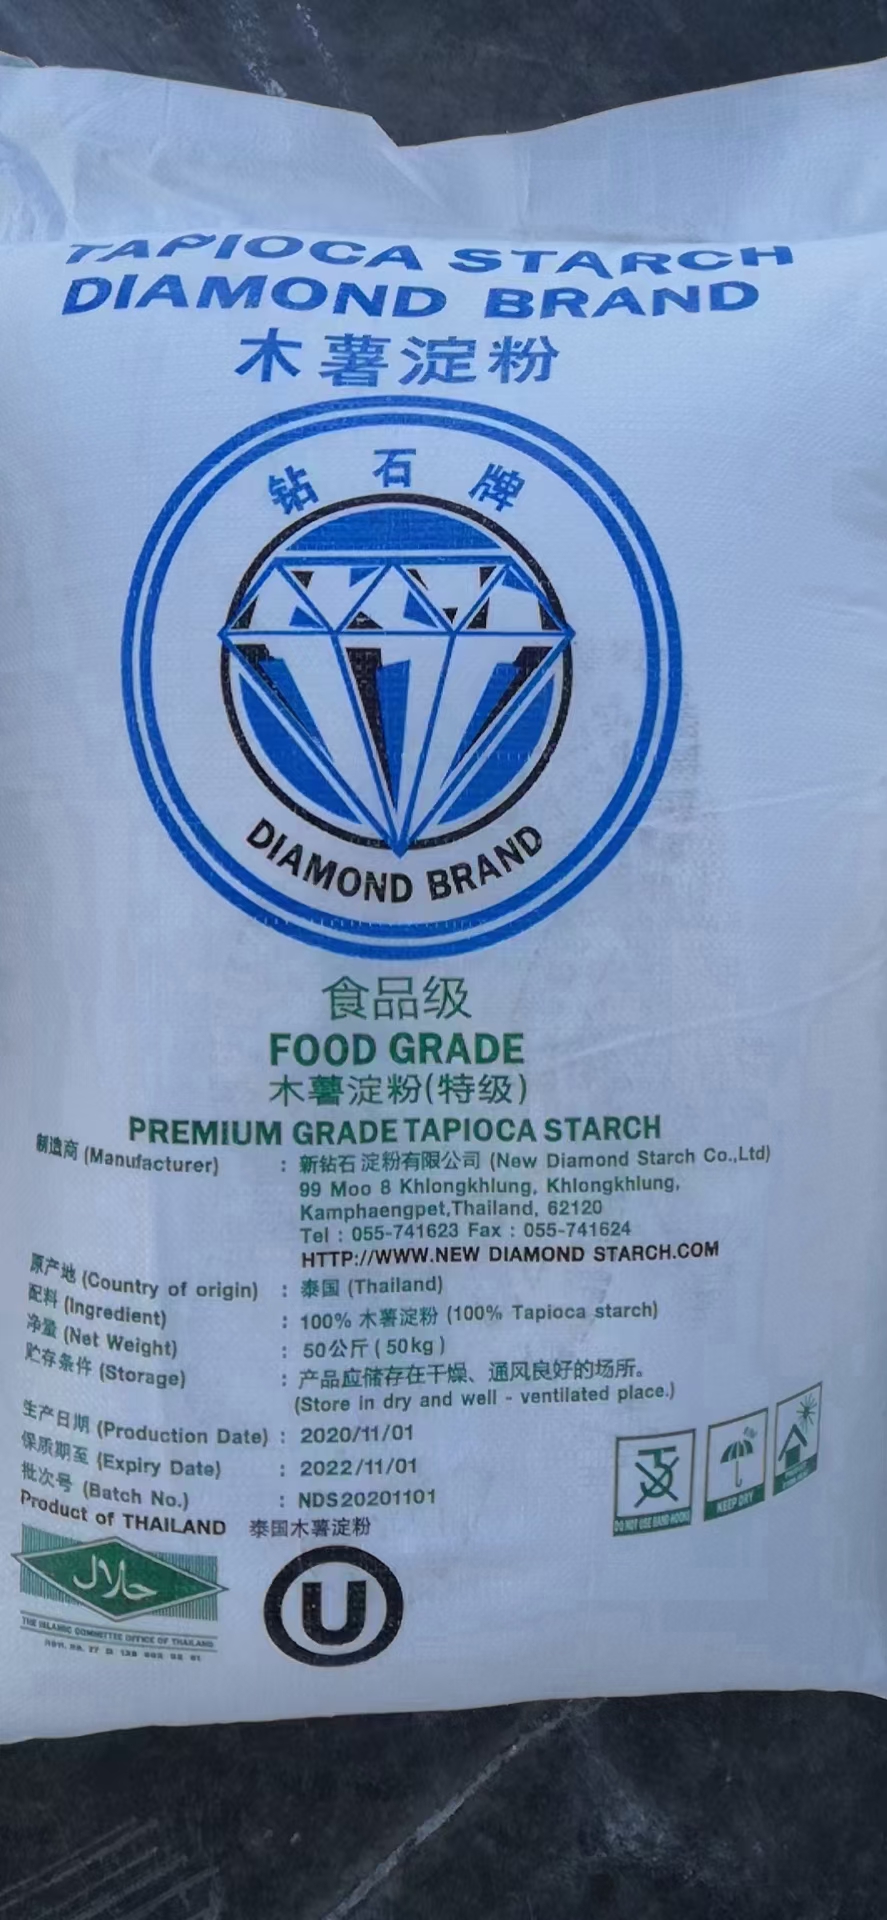 TAPIOCA STARCH
DIAMOND BRAND
木薯淀粉
钻石牌
DIAMOND BRAND
食品级
FOOD GRADE
木薯淀粉(特级)
PREMIUM GRADE TAPIOCA STARCH
制造商 (Manufacturer) : 新钻石淀粉有限公司 (New Diamond Starch Co.,Ltd)
99 Moo 8 Khlongkhlung, Khlongkhlung,
Kamphaengpet,Thailand, 62120
Tel : 055-741623 Fax : 055-741624
HTTP://WWW.NEW DIAMOND STARCH.COM
原产地 (Country of origin) : 泰国 (Thailand)
配料 (Ingredient) : 100% 木薯淀粉 (100% Tapioca starch)
净量 (Net Weight) : 50公斤 (50kg)
贮存条件 (Storage) : 产品应储存在干燥、通风良好的场所。
(Store in dry and well - ventilated place.)
生产日期 (Production Date) : 2020/11/01
保质期至 (Expiry Date) : 2022/11/01
批次号 (Batch No.) : NDS20201101
Product of THAILAND 泰国木薯淀粉
DO NOT USE HAND HOOKS
KEEP DRY
حلال
THE ISLAMIC COMMITTEE OFFICE OF THAILAND
U